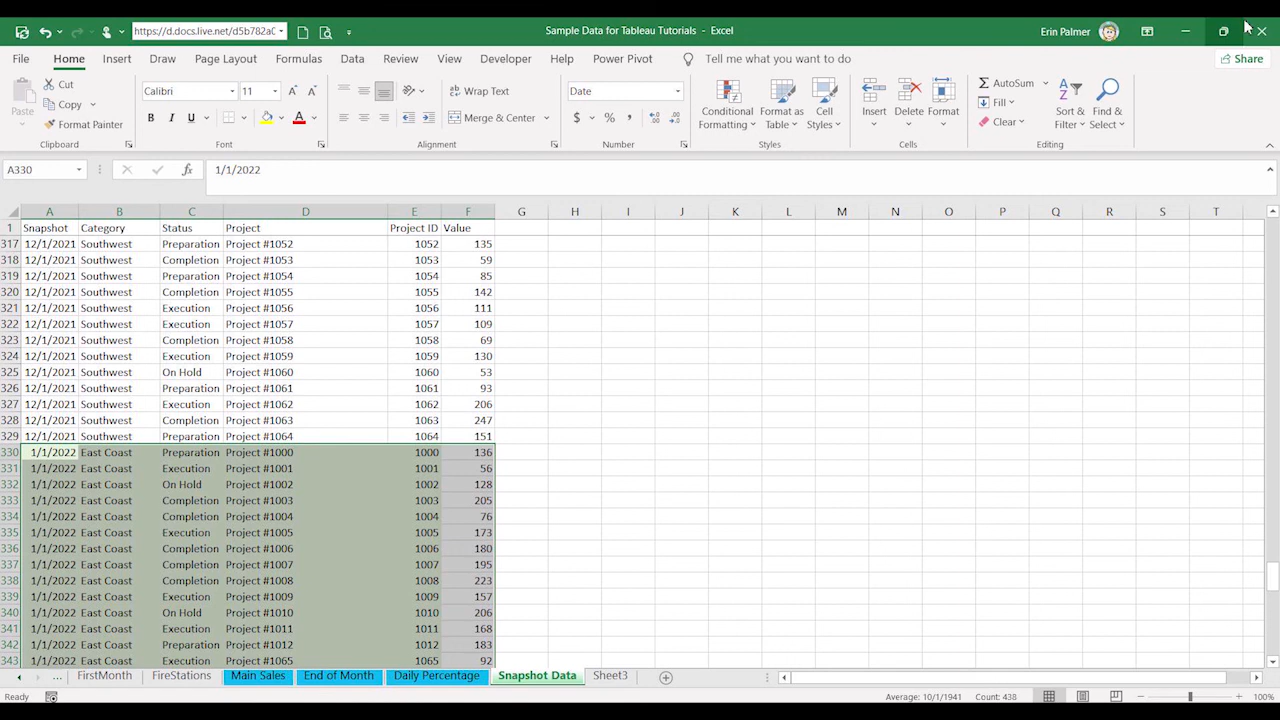 https://d.docs.live.net/d5b782a0
Sample Data for Tableau Tutorials - Excel
Erin Palmer
File Home Insert Draw Page Layout Formulas Data Review View Developer Help Power Pivot Tell me what you want to do Share
Paste
Cut
Copy
Format Painter
Clipboard
Calibri 11
B I U
Font
Wrap Text
Merge & Center
Alignment
Date
$ % ,
Number
Conditional Formatting
Format as Table
Cell Styles
Styles
Insert Delete Format
Cells
AutoSum
Fill
Clear
Sort & Filter
Find & Select
Editing
A330 fx 1/1/2022
A B C D E F G H I J K L M N O P Q R S T
1 Snapshot Category Status Project Project ID Value
317 12/1/2021 Southwest Preparation Project #1052 1052 135
318 12/1/2021 Southwest Completion Project #1053 1053 59
319 12/1/2021 Southwest Preparation Project #1054 1054 85
320 12/1/2021 Southwest Completion Project #1055 1055 142
321 12/1/2021 Southwest Execution Project #1056 1056 111
322 12/1/2021 Southwest Execution Project #1057 1057 109
323 12/1/2021 Southwest Completion Project #1058 1058 69
324 12/1/2021 Southwest Execution Project #1059 1059 130
325 12/1/2021 Southwest On Hold Project #1060 1060 53
326 12/1/2021 Southwest Preparation Project #1061 1061 93
327 12/1/2021 Southwest Execution Project #1062 1062 206
328 12/1/2021 Southwest Completion Project #1063 1063 247
329 12/1/2021 Southwest Preparation Project #1064 1064 151
330 1/1/2022 East Coast Preparation Project #1000 1000 136
331 1/1/2022 East Coast Execution Project #1001 1001 56
332 1/1/2022 East Coast On Hold Project #1002 1002 128
333 1/1/2022 East Coast Completion Project #1003 1003 205
334 1/1/2022 East Coast Completion Project #1004 1004 76
335 1/1/2022 East Coast Execution Project #1005 1005 173
336 1/1/2022 East Coast Completion Project #1006 1006 180
337 1/1/2022 East Coast Completion Project #1007 1007 195
338 1/1/2022 East Coast Completion Project #1008 1008 223
339 1/1/2022 East Coast Execution Project #1009 1009 157
340 1/1/2022 East Coast On Hold Project #1010 1010 206
341 1/1/2022 East Coast Execution Project #1011 1011 168
342 1/1/2022 East Coast Preparation Project #1012 1012 183
343 1/1/2022 East Coast Execution Project #1065 1065 92
... FirstMonth FireStations Main Sales End of Month Daily Percentage Snapshot Data Sheet3
Ready Average: 10/1/1941 Count: 438 100%